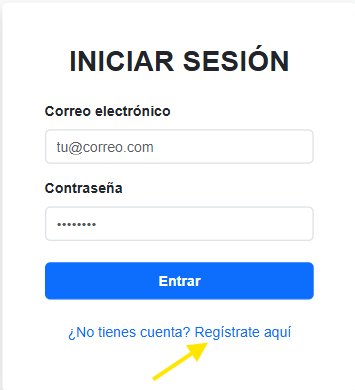 INICIAR SESIÓN
Correo electrónico
tu@correo.com
Contraseña
••••••••
Entrar
¿No tienes cuenta? Regístrate aquí